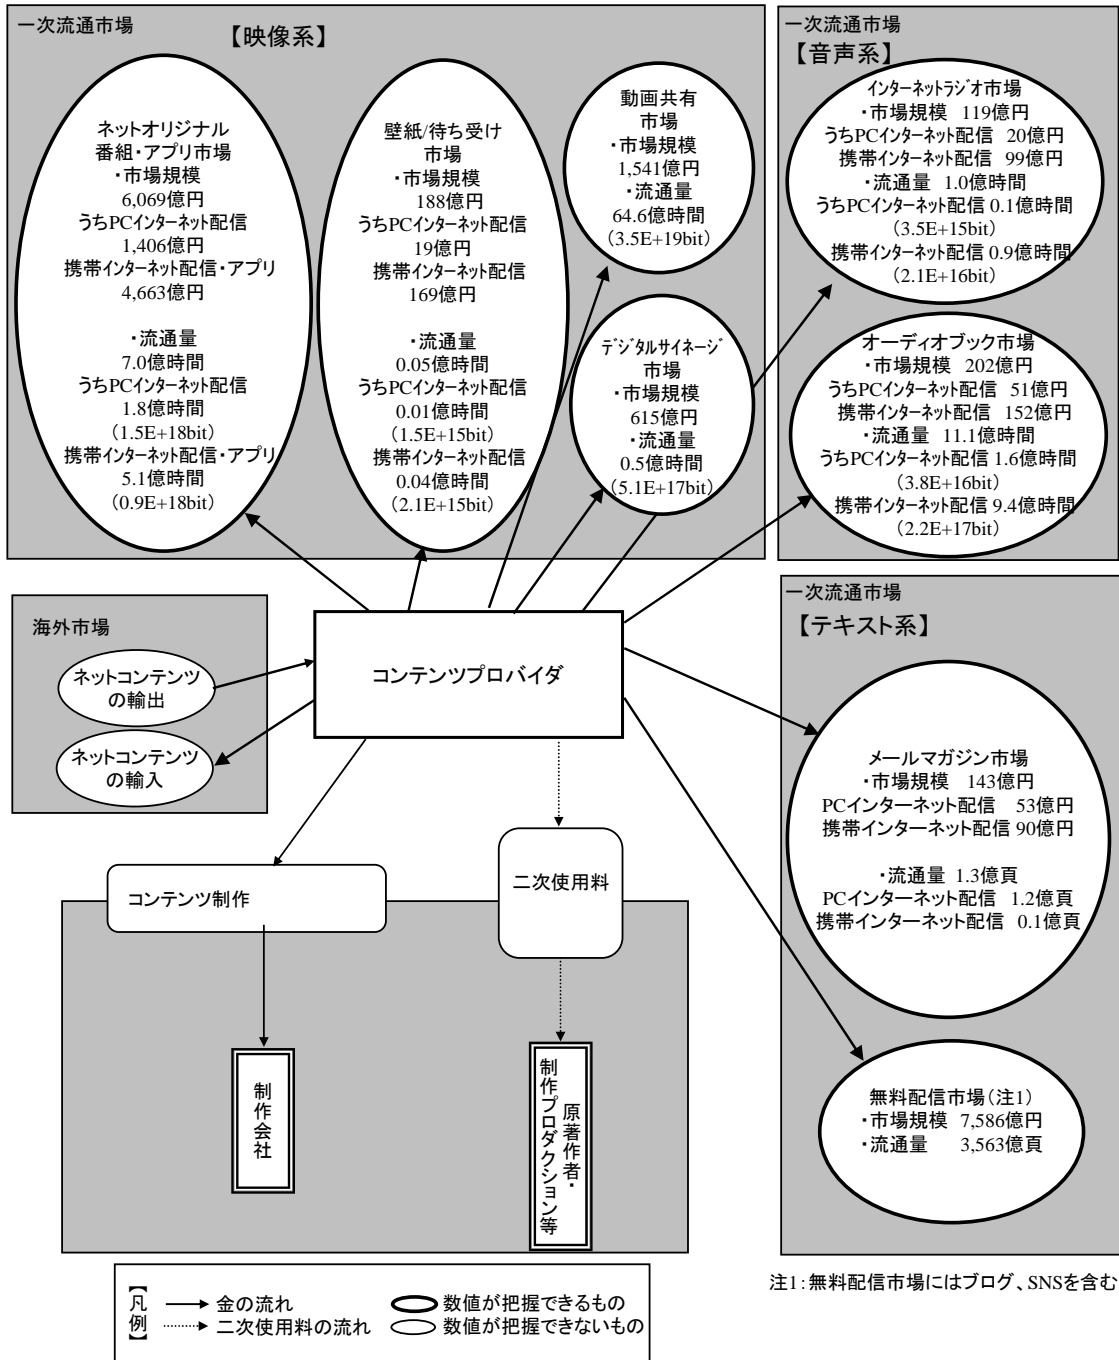 一次流通市場
【映像系】
ネットオリジナル
番組・アプリ市場
・市場規模
6,069億円
うちPCインターネット配信
1,406億円
携帯インターネット配信・アプリ
4,663億円
・流通量
7.0億時間
うちPCインターネット配信
1.8億時間
(1.5E+18bit)
携帯インターネット配信・アプリ
5.1億時間
(0.9E+18bit)
壁紙/待ち受け
市場
・市場規模
188億円
うちPCインターネット配信
19億円
携帯インターネット配信
169億円
・流通量
0.05億時間
うちPCインターネット配信
0.01億時間
(1.5E+15bit)
携帯インターネット配信
0.04億時間
(2.1E+15bit)
動画共有
市場
・市場規模
1,541億円
・流通量
64.6億時間
(3.5E+19bit)
デジタルサイネージ
市場
・市場規模
615億円
・流通量
0.5億時間
(5.1E+17bit)
一次流通市場
【音声系】
インターネットラジオ市場
・市場規模 119億円
うちPCインターネット配信 20億円
携帯インターネット配信 99億円
・流通量 1.0億時間
うちPCインターネット配信 0.1億時間
(3.5E+15bit)
携帯インターネット配信 0.9億時間
(2.1E+16bit)
オーディオブック市場
・市場規模 202億円
うちPCインターネット配信 51億円
携帯インターネット配信 152億円
・流通量 11.1億時間
うちPCインターネット配信 1.6億時間
(3.8E+16bit)
携帯インターネット配信 9.4億時間
(2.2E+17bit)
海外市場
ネットコンテンツ
の輸出
ネットコンテンツ
の輸入
コンテンツプロバイダ
一次流通市場
【テキスト系】
メールマガジン市場
・市場規模 143億円
PCインターネット配信 53億円
携帯インターネット配信 90億円
・流通量 1.3億頁
PCインターネット配信 1.2億頁
携帯インターネット配信 0.1億頁
無料配信市場(注1)
・市場規模 7,586億円
・流通量 3,563億頁
コンテンツ制作
二次使用料
制作会社
原著作者・
制作プロダクション等
注1:無料配信市場にはブログ、SNSを含む
【凡例】
金の流れ
数値が把握できるもの
二次使用料の流れ
数値が把握できないもの